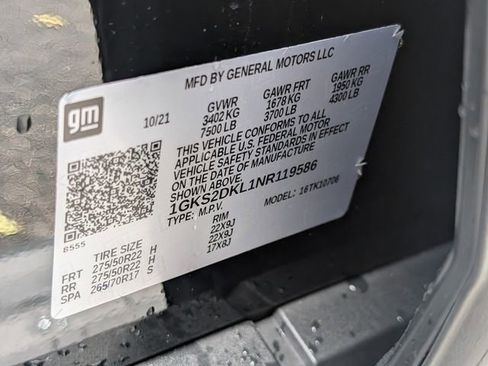 gm
MFD BY GENERAL MOTORS LLC
10/21
GVWR GAWR FRT GAWR RR
3402 KG 1678 KG 1950 KG
7500 LB 3700 LB 4300 LB
THIS VEHICLE CONFORMS TO ALL
APPLICABLE U.S. FEDERAL MOTOR
VEHICLE SAFETY STANDARDS IN EFFECT
ON THE DATE OF MANUFACTURE
SHOWN ABOVE.
1GKS2DKL1NR119586
TYPE: M.P.V. MODEL: 16TK10706
8555
TIRE SIZE RIM
FRT 275/50R22 H 22X9J
RR 275/50R22 H 22X9J
SPA 265/70R17 S 17X8J